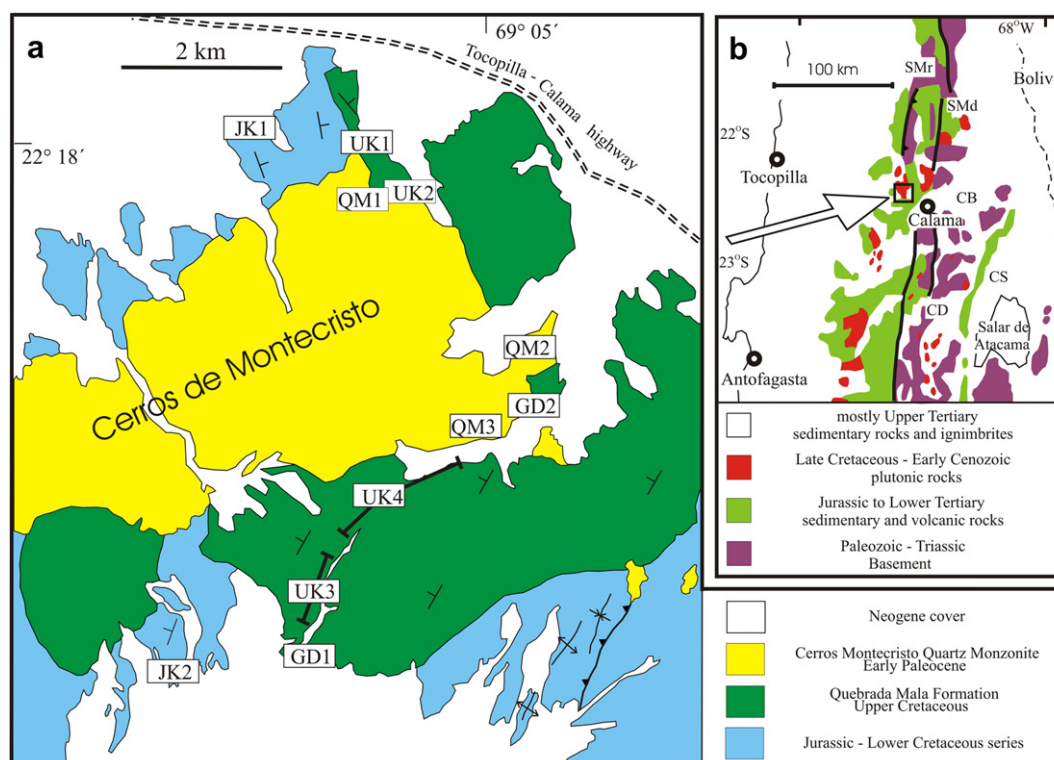 a
2 km
69° 05'
Tocopilla - Calama highway
22° 18'
JK1
UK1
QM1
UK2
Cerros de Montecristo
QM2
GD2
QM3
UK4
UK3
GD1
JK2
b
68°W
100 km
SMr
Bolivi
SMd
22°S
Tocopilla
CB
Calama
23°S
CS
CD
Salar de
Atacama
Antofagasta
mostly Upper Tertiary
sedimentary rocks and ignimbrites
Late Cretaceous - Early Cenozoic
plutonic rocks
Jurassic to Lower Tertiary
sedimentary and volcanic rocks
Paleozoic - Triassic
Basement
Neogene cover
Cerros Montecristo Quartz Monzonite
Early Paleocene
Quebrada Mala Formation
Upper Cretaceous
Jurassic - Lower Cretaceous series